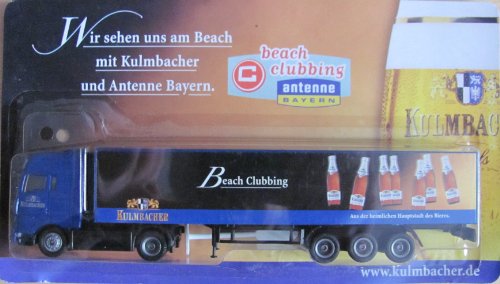 Wir sehen uns am Beach
mit Kulmbacher
und Antenne Bayern.
beach
C clubbing
antenne
BAYERN
KULMBACHER
Beach Clubbing
KULMBACHER
Aus der heimlichen Hauptstadt des Bieres.
www.kulmbacher.de